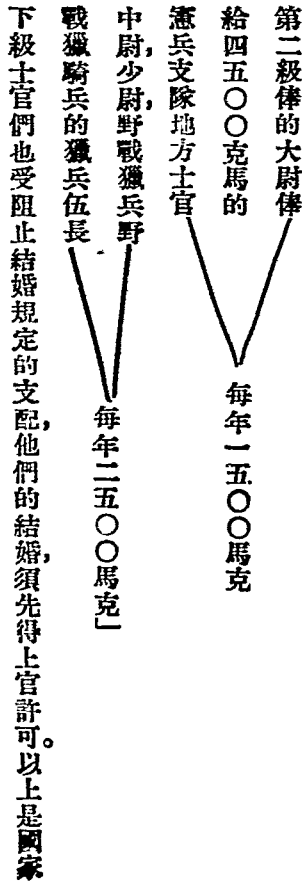 第二級俸的大尉俸
給四五〇〇克馬的
憲兵支隊地方士官
每年一五〇〇馬克
中尉，少尉，野戰獵兵野
戰獵騎兵的獵兵伍長
每年二五〇〇馬克」
下級士官們也受阻止結婚規定的支配，他們的結婚，須先得上官許可。以上是國家